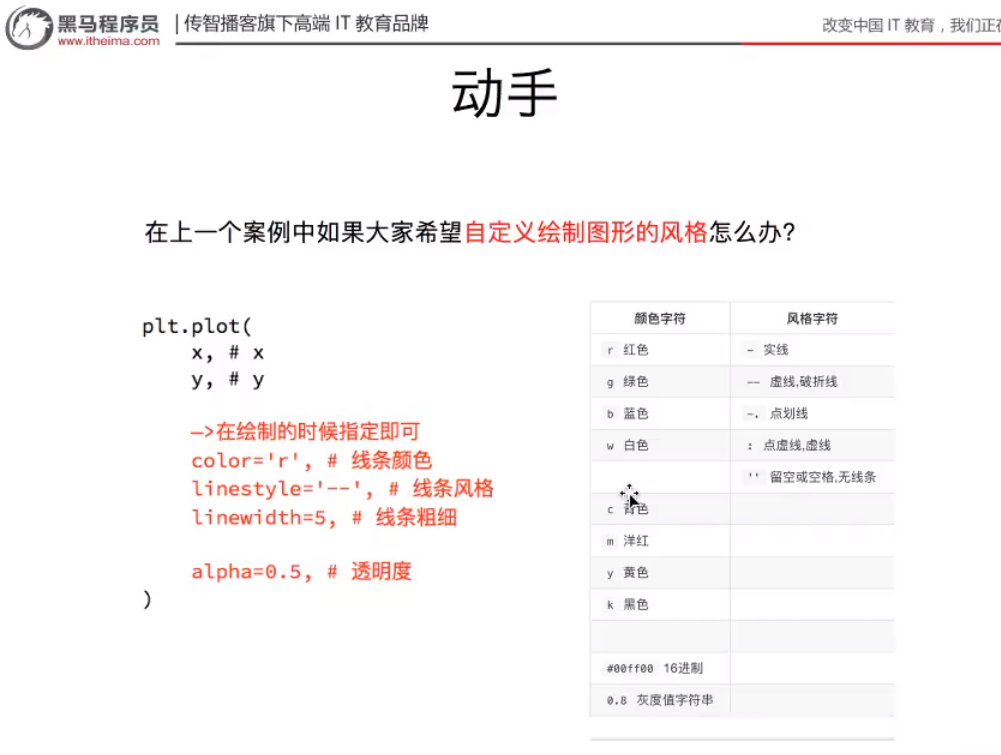 黑马程序员
www.itheima.com
传智播客旗下高端 IT 教育品牌
改变中国 IT 教育，我们正在
动手
在上一个案例中如果大家希望自定义绘制图形的风格怎么办?
plt.plot(
x, # x
y, # y
—>在绘制的时候指定即可
color='r', # 线条颜色
linestyle='--', # 线条风格
linewidth=5, # 线条粗细
alpha=0.5, # 透明度
)
颜色字符 风格字符
r 红色 - 实线
g 绿色 -- 虚线,破折线
b 蓝色 -. 点划线
w 白色 : 点虚线,虚线
'' 留空或空格,无线条
c 青色
m 洋红
y 黄色
k 黑色
#00ff00 16进制
0.8 灰度值字符串